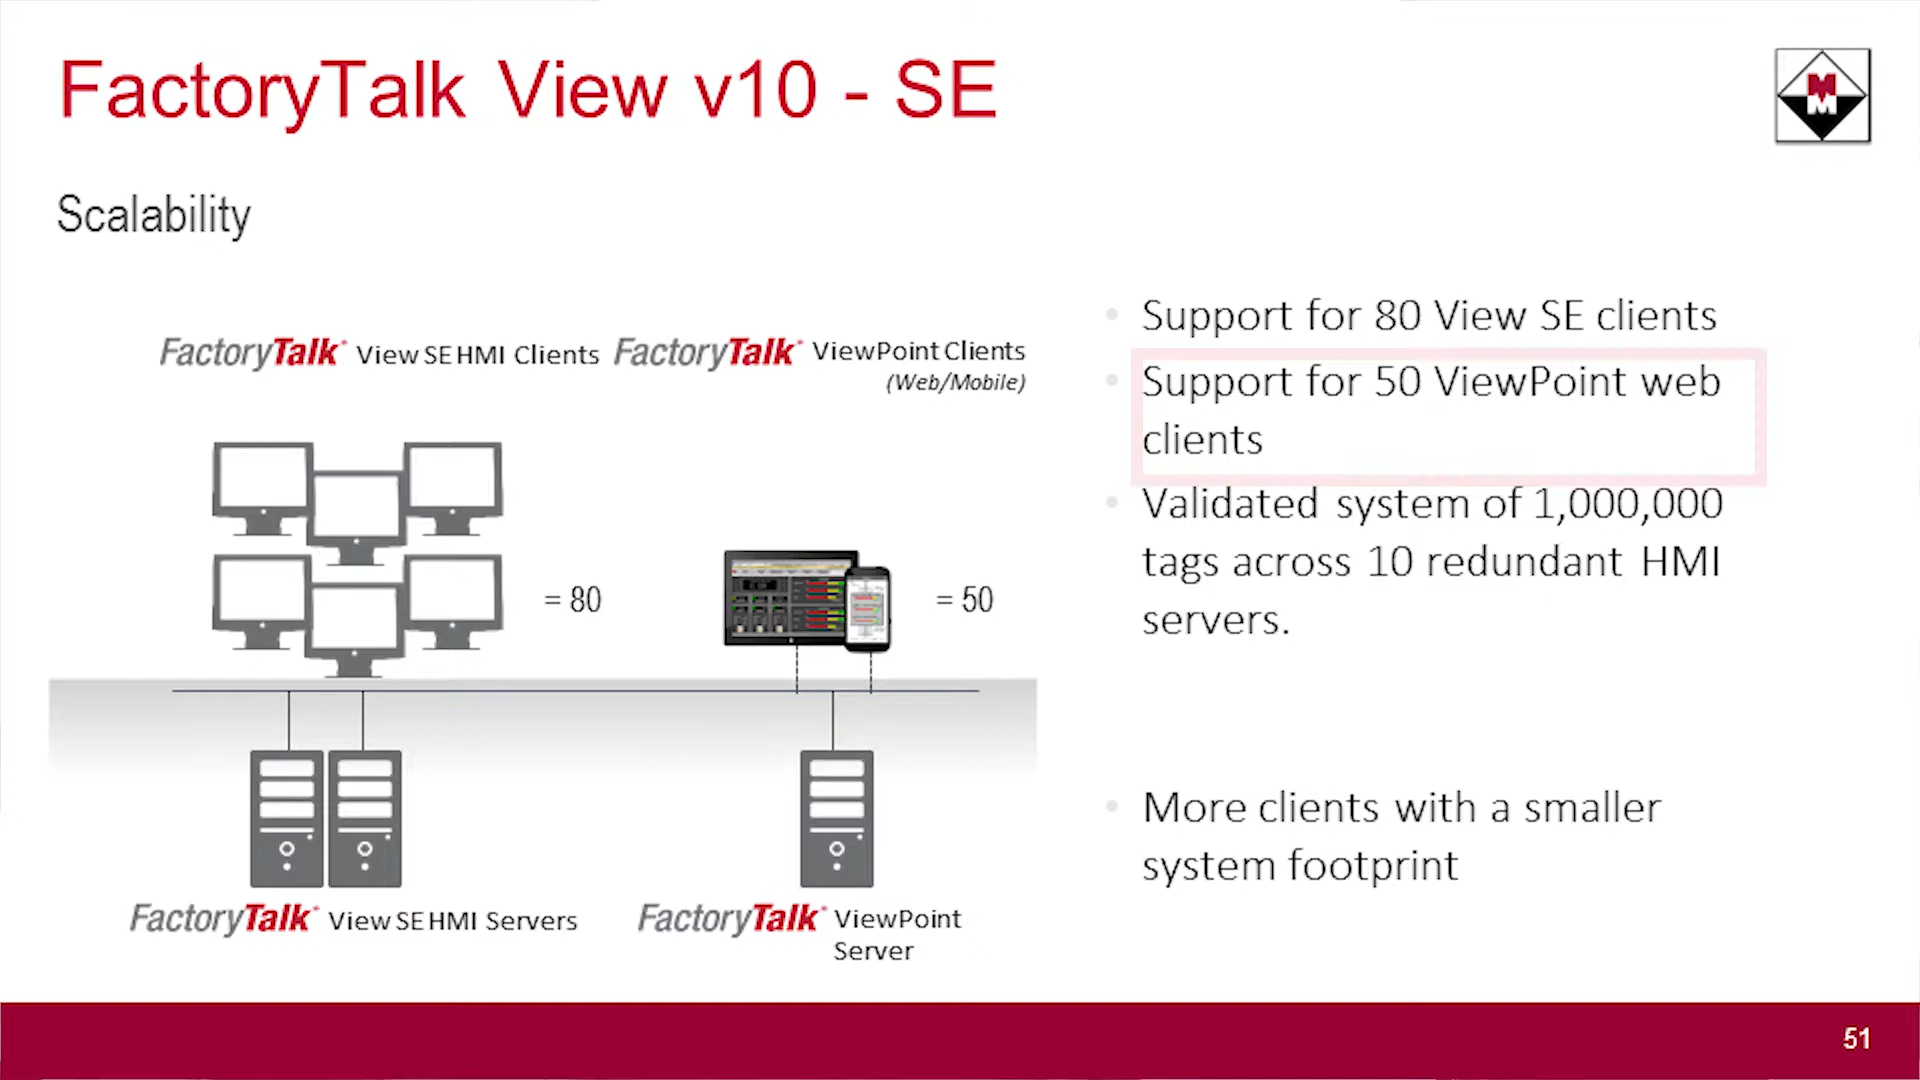 FactoryTalk View v10 - SE
M
M
Scalability
FactoryTalk View SE HMI Clients
FactoryTalk ViewPoint Clients
(Web/Mobile)
= 80
= 50
FactoryTalk View SE HMI Servers
FactoryTalk ViewPoint
Server
• Support for 80 View SE clients
• Support for 50 ViewPoint web
clients
• Validated system of 1,000,000
tags across 10 redundant HMI
servers.
• More clients with a smaller
system footprint
51